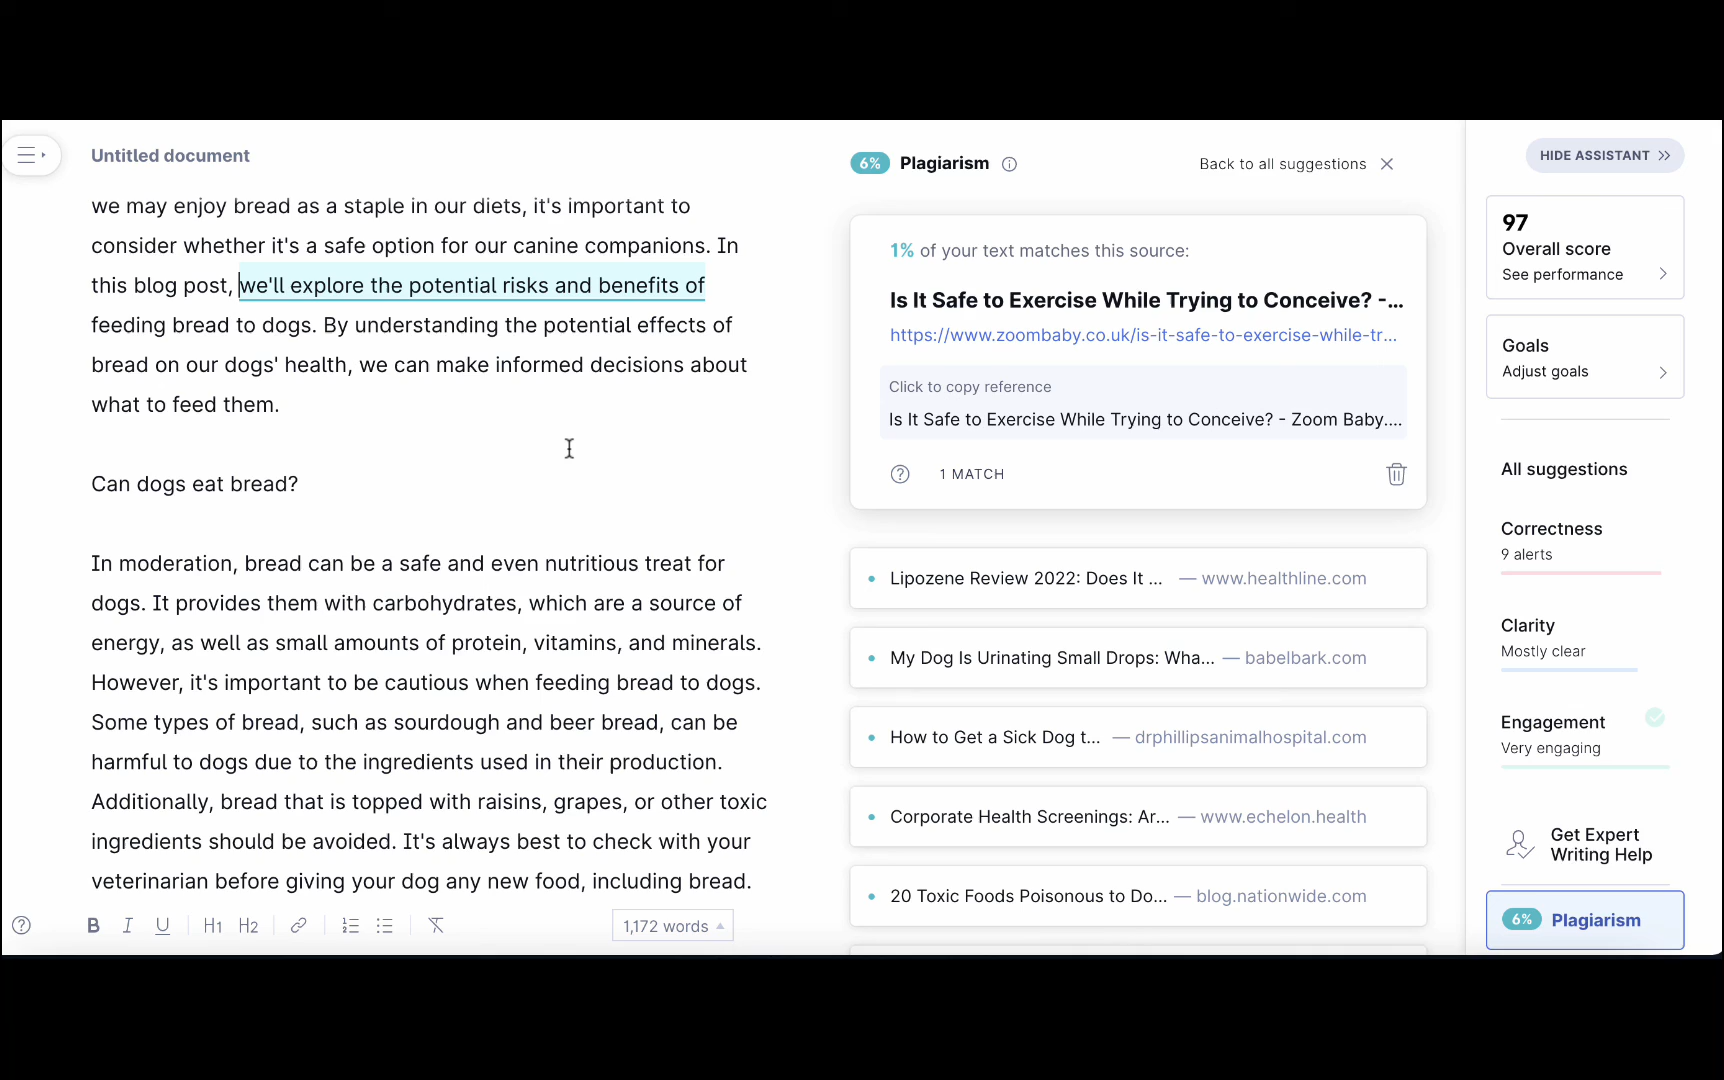 Untitled document
we may enjoy bread as a staple in our diets, it's important to
consider whether it's a safe option for our canine companions. In
this blog post, we'll explore the potential risks and benefits of
feeding bread to dogs. By understanding the potential effects of
bread on our dogs' health, we can make informed decisions about
what to feed them.
Can dogs eat bread?
In moderation, bread can be a safe and even nutritious treat for
dogs. It provides them with carbohydrates, which are a source of
energy, as well as small amounts of protein, vitamins, and minerals.
However, it's important to be cautious when feeding bread to dogs.
Some types of bread, such as sourdough and beer bread, can be
harmful to dogs due to the ingredients used in their production.
Additionally, bread that is topped with raisins, grapes, or other toxic
ingredients should be avoided. It's always best to check with your
veterinarian before giving your dog any new food, including bread.
B I U H1 H2
1,172 words
6% Plagiarism
Back to all suggestions
1% of your text matches this source:
Is It Safe to Exercise While Trying to Conceive? -...
https://www.zoombaby.co.uk/is-it-safe-to-exercise-while-tr...
Click to copy reference
Is It Safe to Exercise While Trying to Conceive? - Zoom Baby....
1 MATCH
Lipozene Review 2022: Does It ... — www.healthline.com
My Dog Is Urinating Small Drops: Wha... — babelbark.com
How to Get a Sick Dog t... — drphillipsanimalhospital.com
Corporate Health Screenings: Ar... — www.echelon.health
20 Toxic Foods Poisonous to Do... — blog.nationwide.com
HIDE ASSISTANT
97
Overall score
See performance
Goals
Adjust goals
All suggestions
Correctness
9 alerts
Clarity
Mostly clear
Engagement
Very engaging
Get Expert
Writing Help
6% Plagiarism